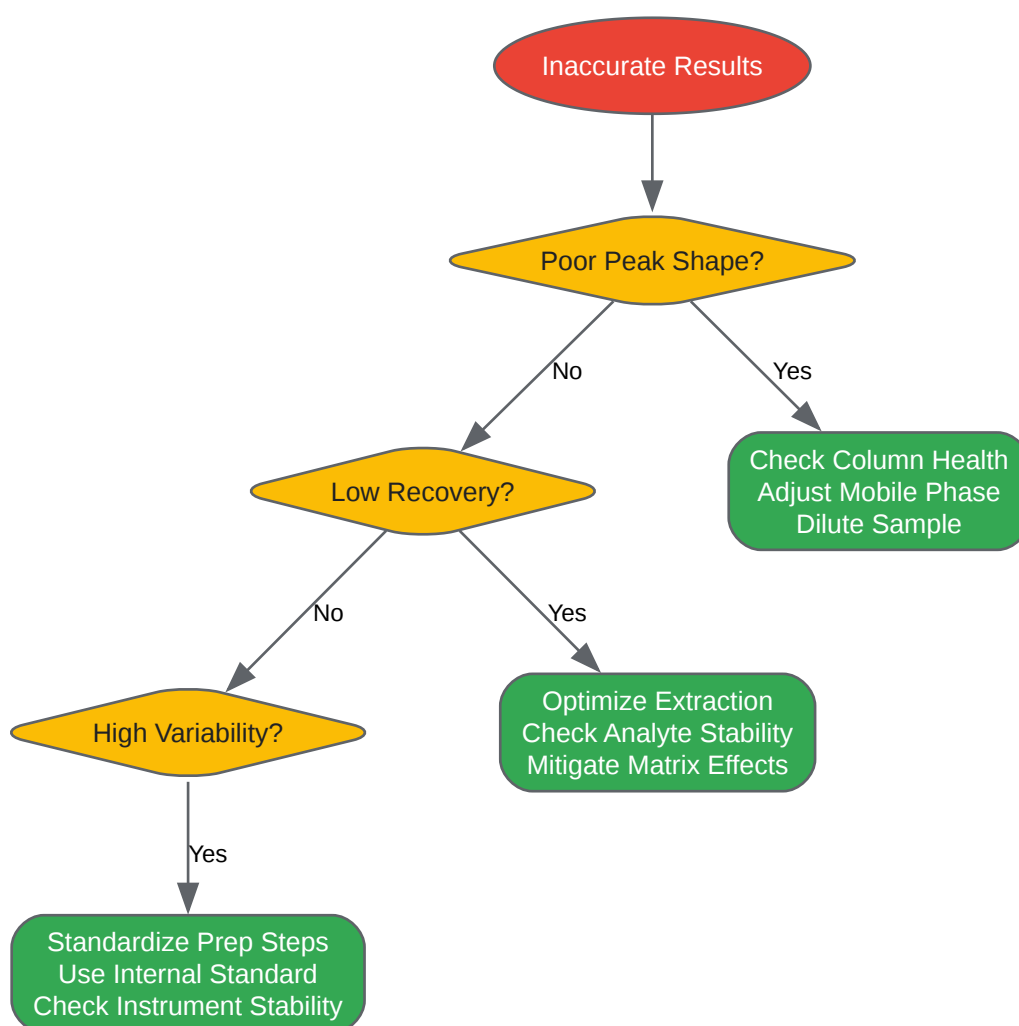 Inaccurate Results
Poor Peak Shape?
No
Yes
Check Column Health
Adjust Mobile Phase
Dilute Sample
Low Recovery?
No
Yes
Optimize Extraction
Check Analyte Stability
Mitigate Matrix Effects
High Variability?
Yes
Standardize Prep Steps
Use Internal Standard
Check Instrument Stability